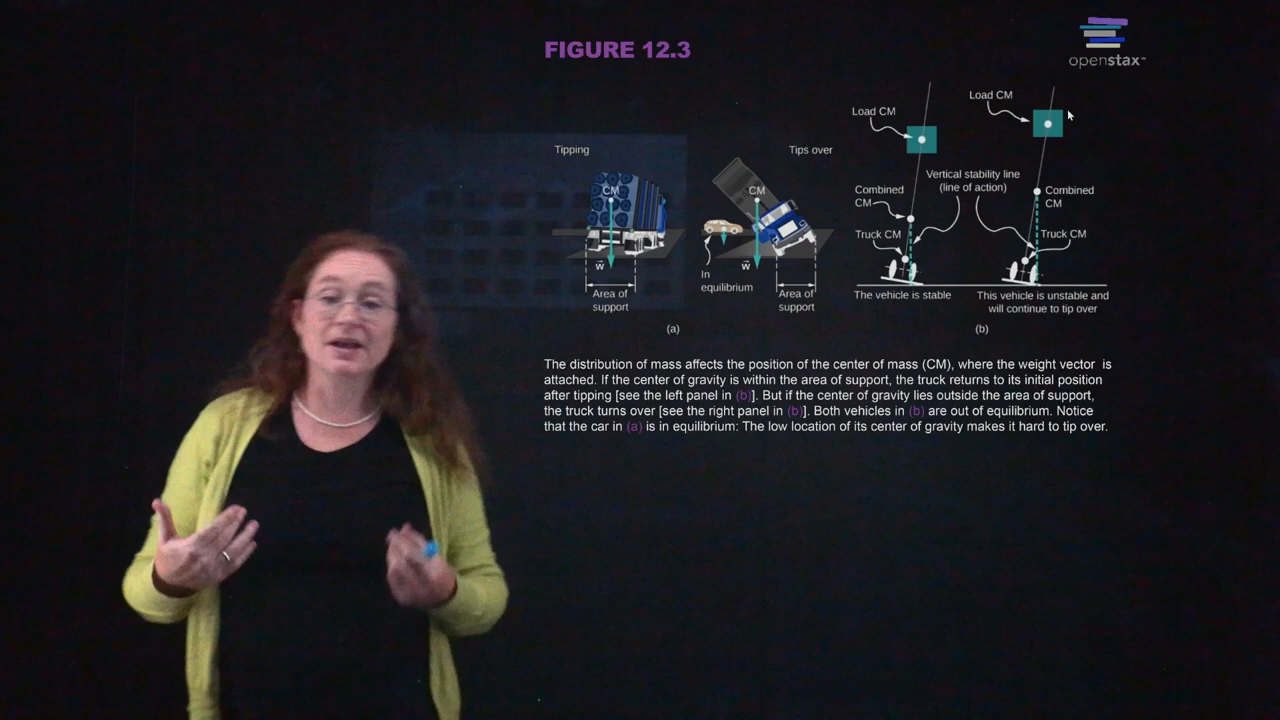 FIGURE 12.3
openstax™
Tipping
CM
w
Area of
support
Tips over
CM
In
equilibrium
w
Area of
support
(a)
Load CM
Combined
CM
Truck CM
Vertical stability line
(line of action)
Load CM
Combined
CM
Truck CM
The vehicle is stable
This vehicle is unstable and
will continue to tip over
(b)
The distribution of mass affects the position of the center of mass (CM), where the weight vector is
attached. If the center of gravity is within the area of support, the truck returns to its initial position
after tipping [see the left panel in (b)]. But if the center of gravity lies outside the area of support,
the truck turns over [see the right panel in (b)]. Both vehicles in (b) are out of equilibrium. Notice
that the car in (a) is in equilibrium: The low location of its center of gravity makes it hard to tip over.